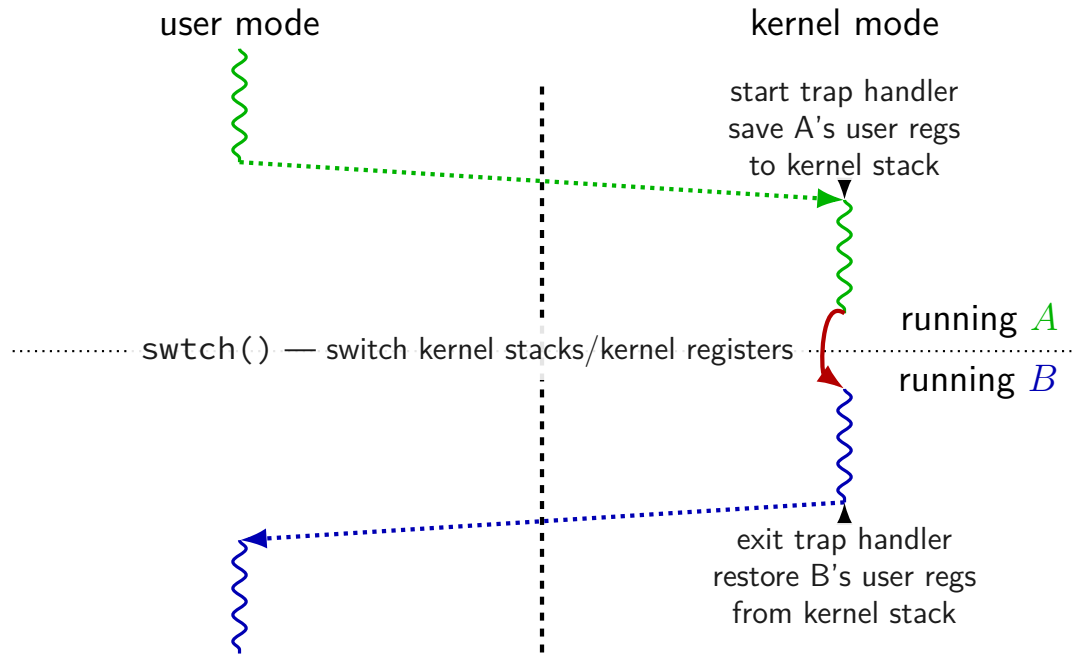 user mode
kernel mode
start trap handler
save A's user regs
to kernel stack
running A
swtch() — switch kernel stacks/kernel registers
running B
exit trap handler
restore B's user regs
from kernel stack